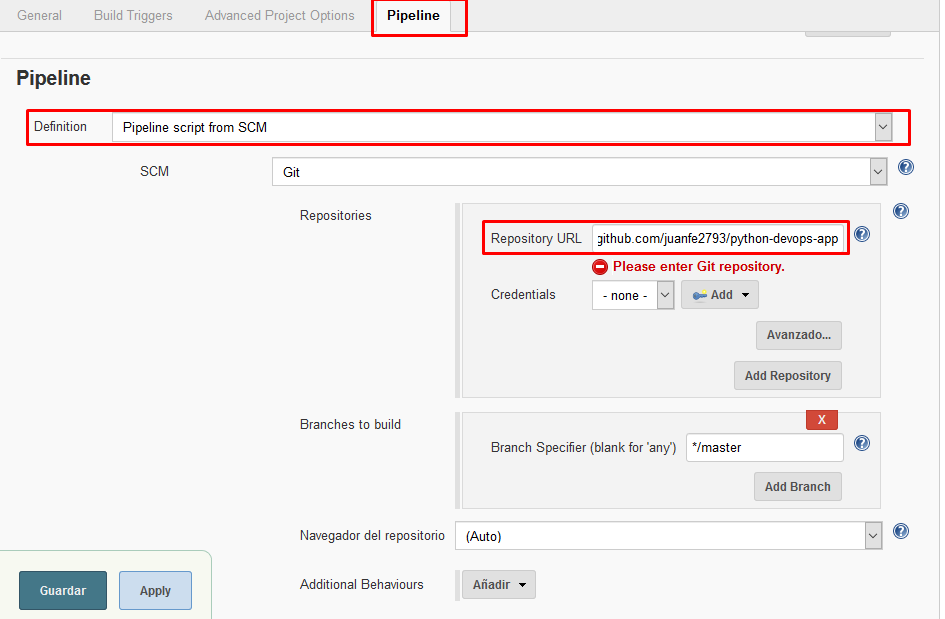 General Build Triggers Advanced Project Options Pipeline
Pipeline
Definition Pipeline script from SCM
SCM Git
Repositories
Repository URL github.com/juanfe2793/python-devops-app
Please enter Git repository.
Credentials - none - Add
Avanzado...
Add Repository
Branches to build
X
Branch Specifier (blank for 'any') */master
Add Branch
Navegador del repositorio (Auto)
Additional Behaviours Añadir
Guardar Apply